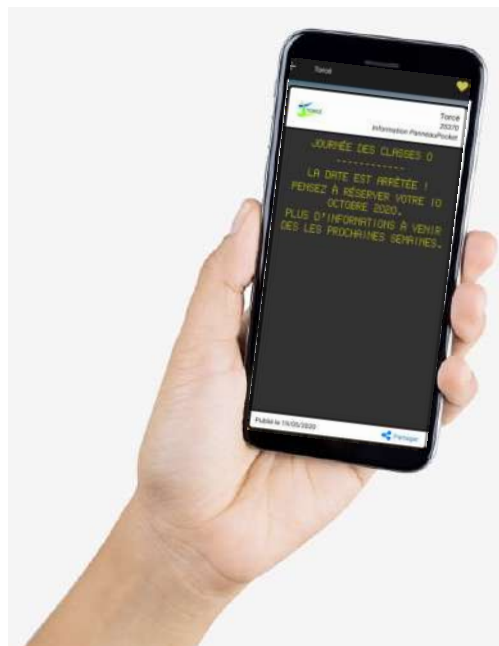 Torcé
TORCÉ
Torcé
35370
Information PanneauPocket
JOURNÉE DES CLASSES 0
------------
LA DATE EST ARRÊTÉE !
PENSEZ À RÉSERVER VOTRE 10
OCTOBRE 2020.
PLUS D'INFORMATIONS À VENIR
DES LES PROCHAINES SEMAINES.
Publié le 19/05/2020
Partager